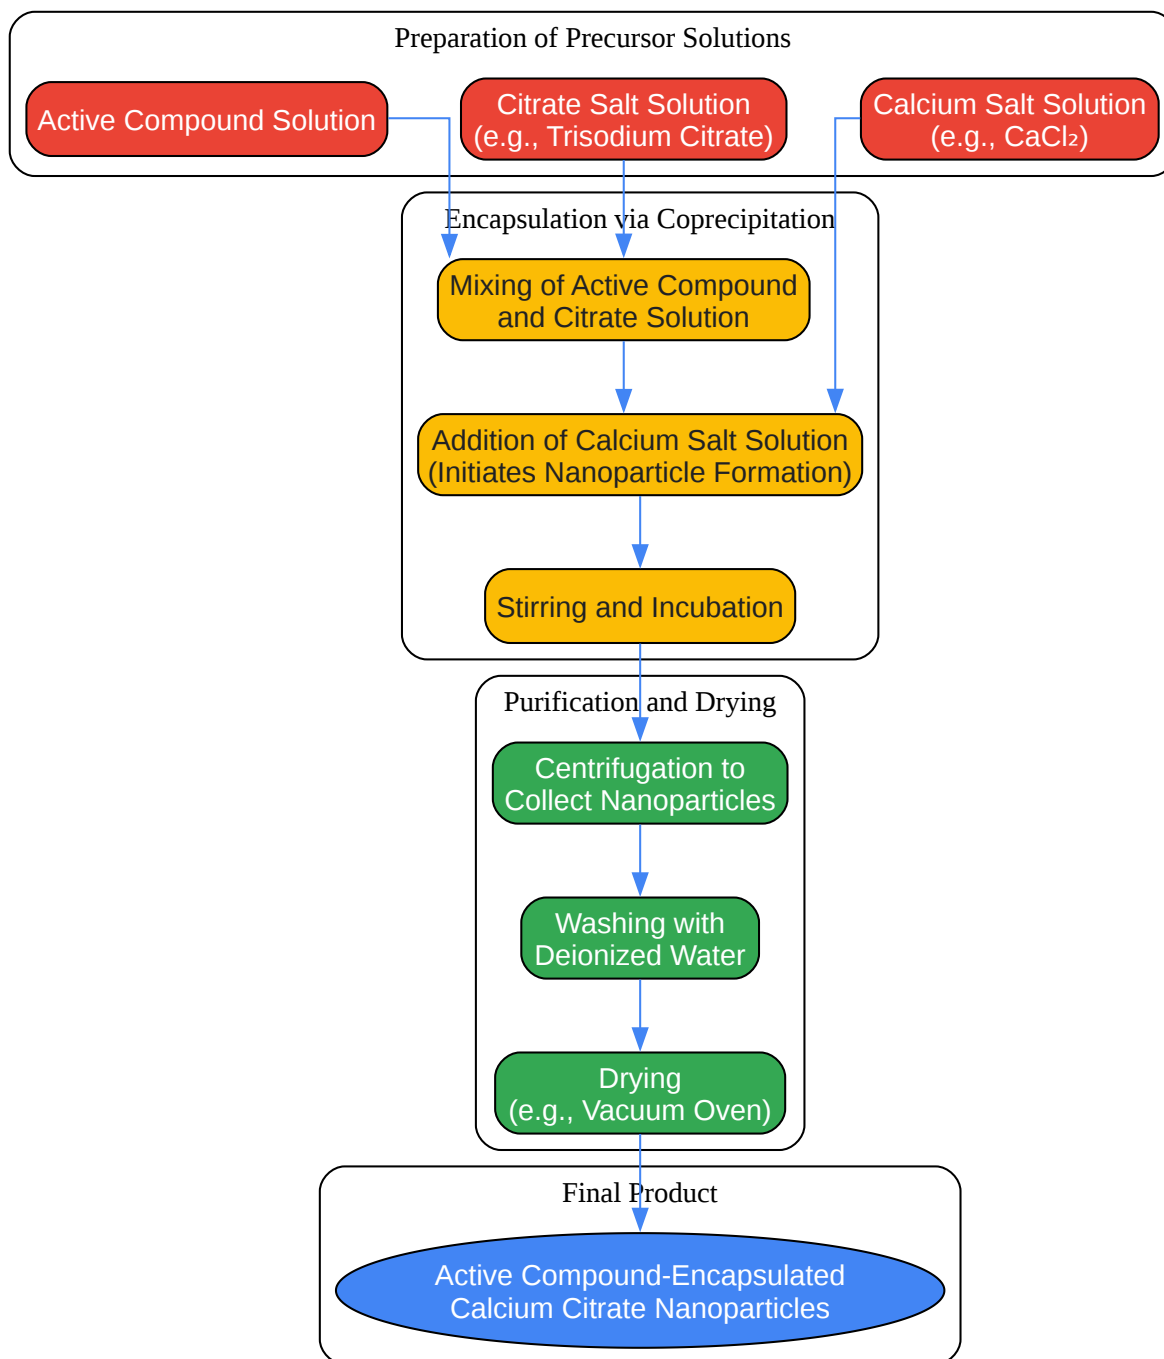 Preparation of Precursor Solutions
Active Compound Solution
Citrate Salt Solution
(e.g., Trisodium Citrate)
Calcium Salt Solution
(e.g., CaCl₂)
Encapsulation via Coprecipitation
Mixing of Active Compound
and Citrate Solution
Addition of Calcium Salt Solution
(Initiates Nanoparticle Formation)
Stirring and Incubation
Purification and Drying
Centrifugation to
Collect Nanoparticles
Washing with
Deionized Water
Drying
(e.g., Vacuum Oven)
Final Product
Active Compound-Encapsulated
Calcium Citrate Nanoparticles